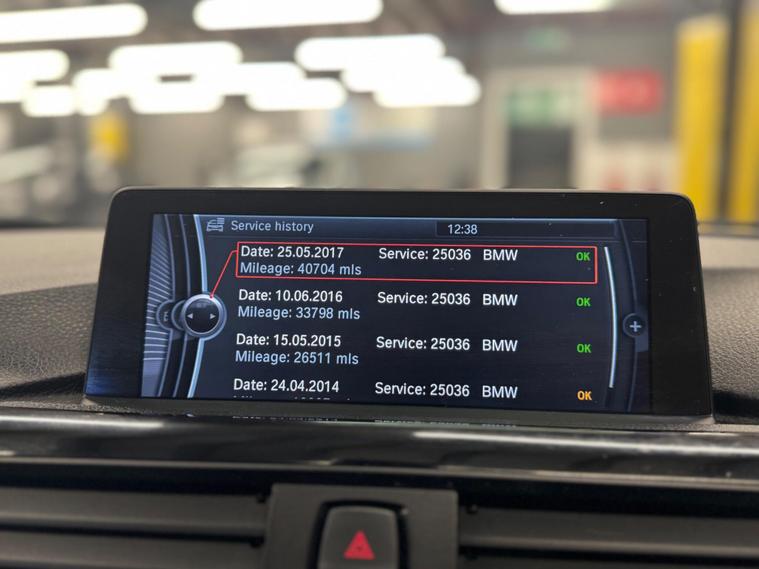 Service history 12:38
Date: 25.05.2017 Service: 25036 BMW OK
Mileage: 40704 mls
Date: 10.06.2016 Service: 25036 BMW OK
Mileage: 33798 mls
Date: 15.05.2015 Service: 25036 BMW OK
Mileage: 26511 mls
Date: 24.04.2014 Service: 25036 BMW OK